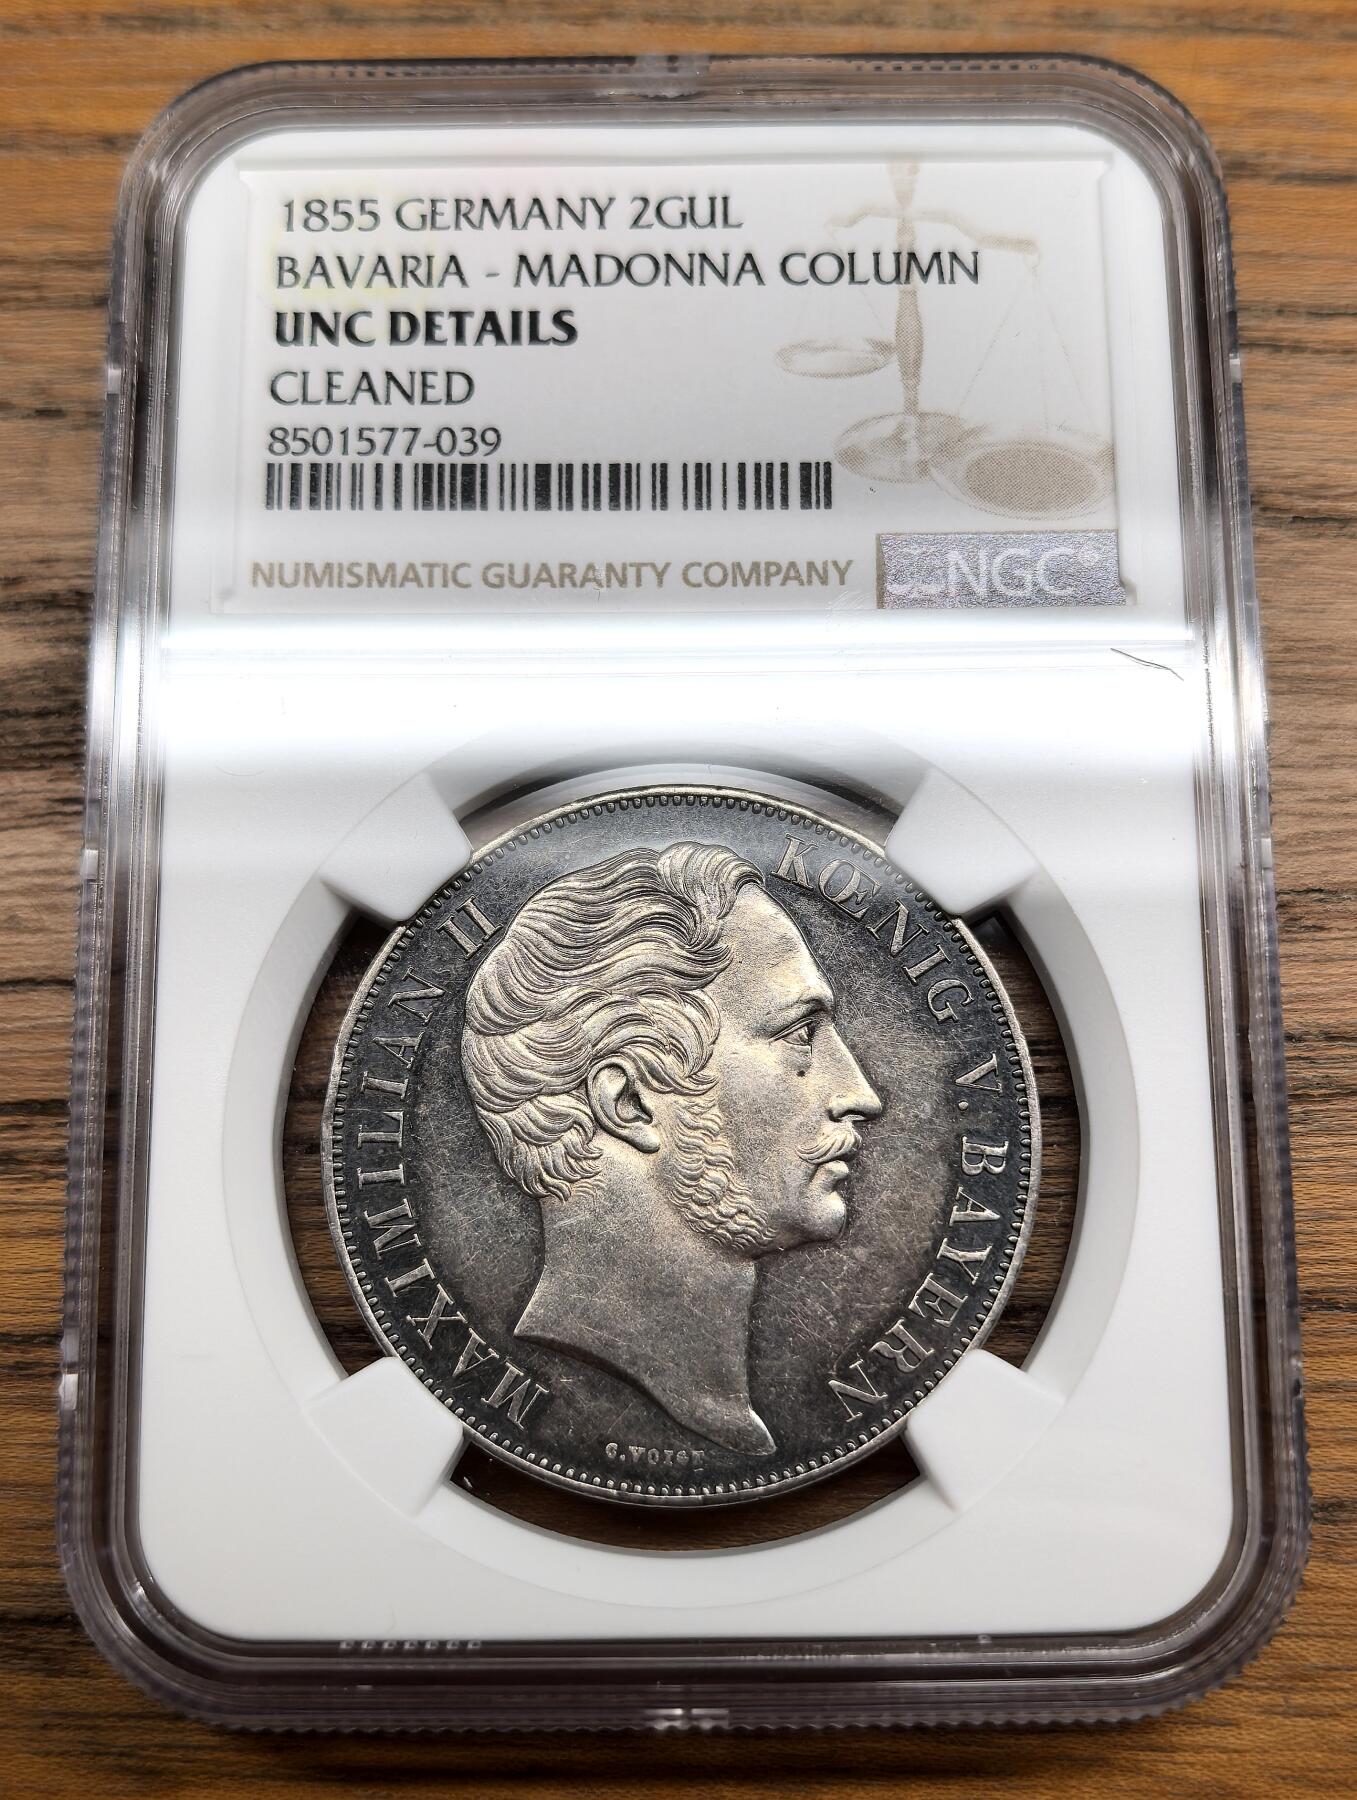 1855 GERMANY 2GUL
BAVARIA - MADONNA COLUMN
UNC DETAILS
CLEANED
8501577-039
NUMISMATIC GUARANTY COMPANY
NGC
MAXIMILIAN II KŒNIG V. BAYERN
C. VOIGT